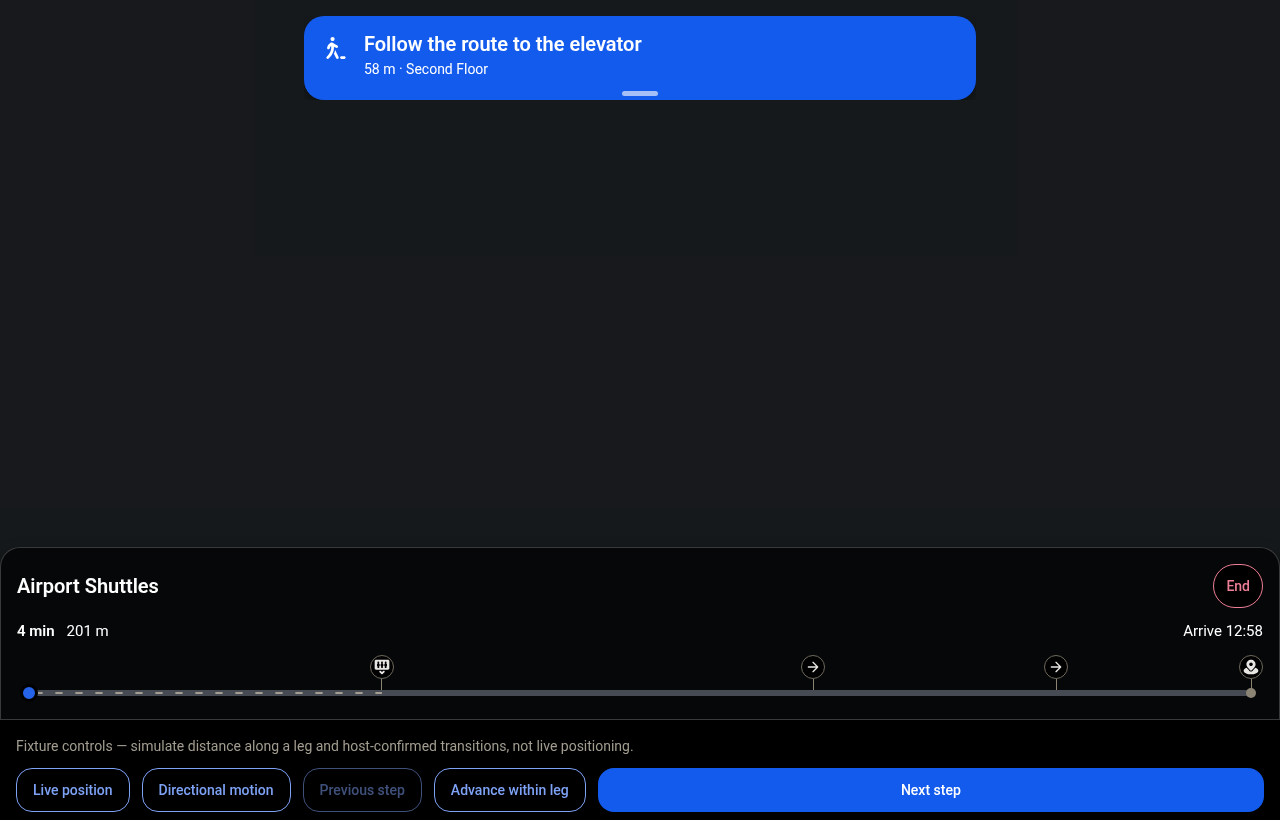 Follow the route to the elevator
58 m · Second Floor
Airport Shuttles
End
4 min 201 m
Arrive 12:58
Fixture controls — simulate distance along a leg and host-confirmed transitions, not live positioning.
Live position
Directional motion
Previous step
Advance within leg
Next step